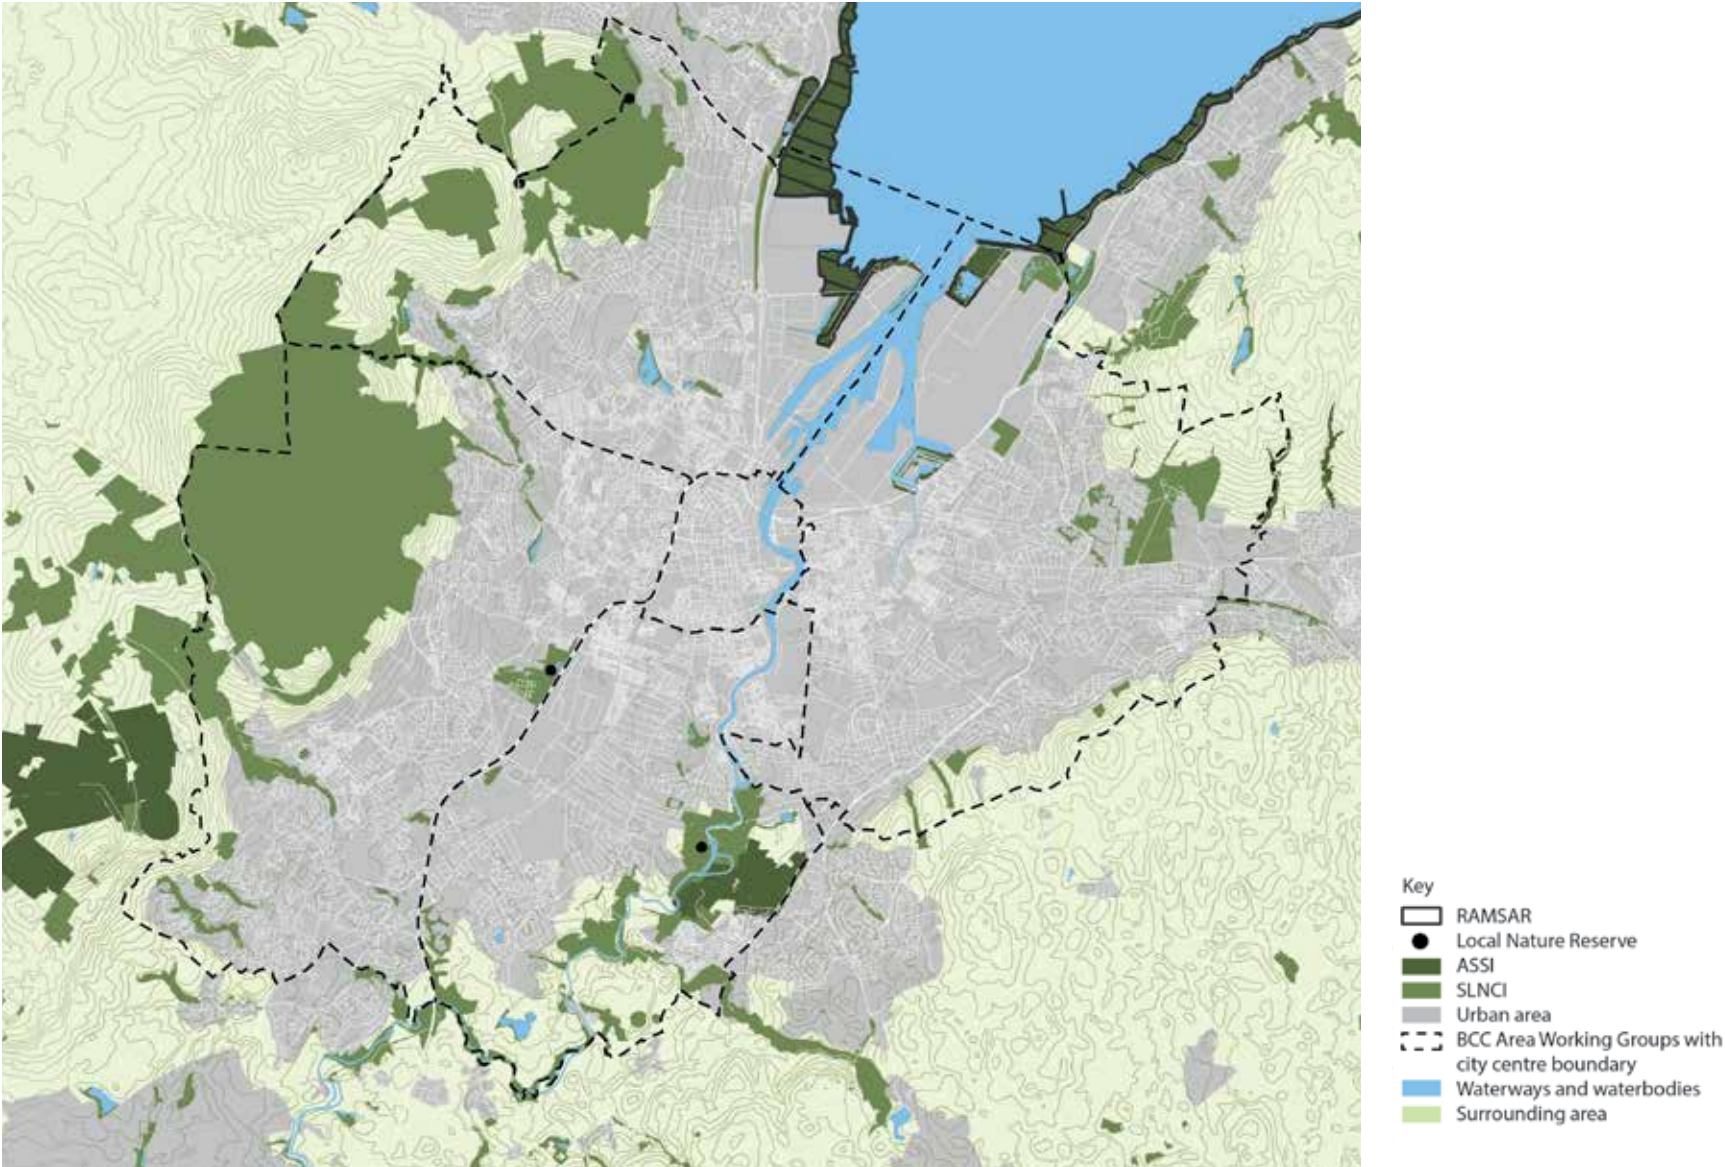 Key
RAMSAR
Local Nature Reserve
ASSI
SLNCI
Urban area
BCC Area Working Groups with
city centre boundary
Waterways and waterbodies
Surrounding area